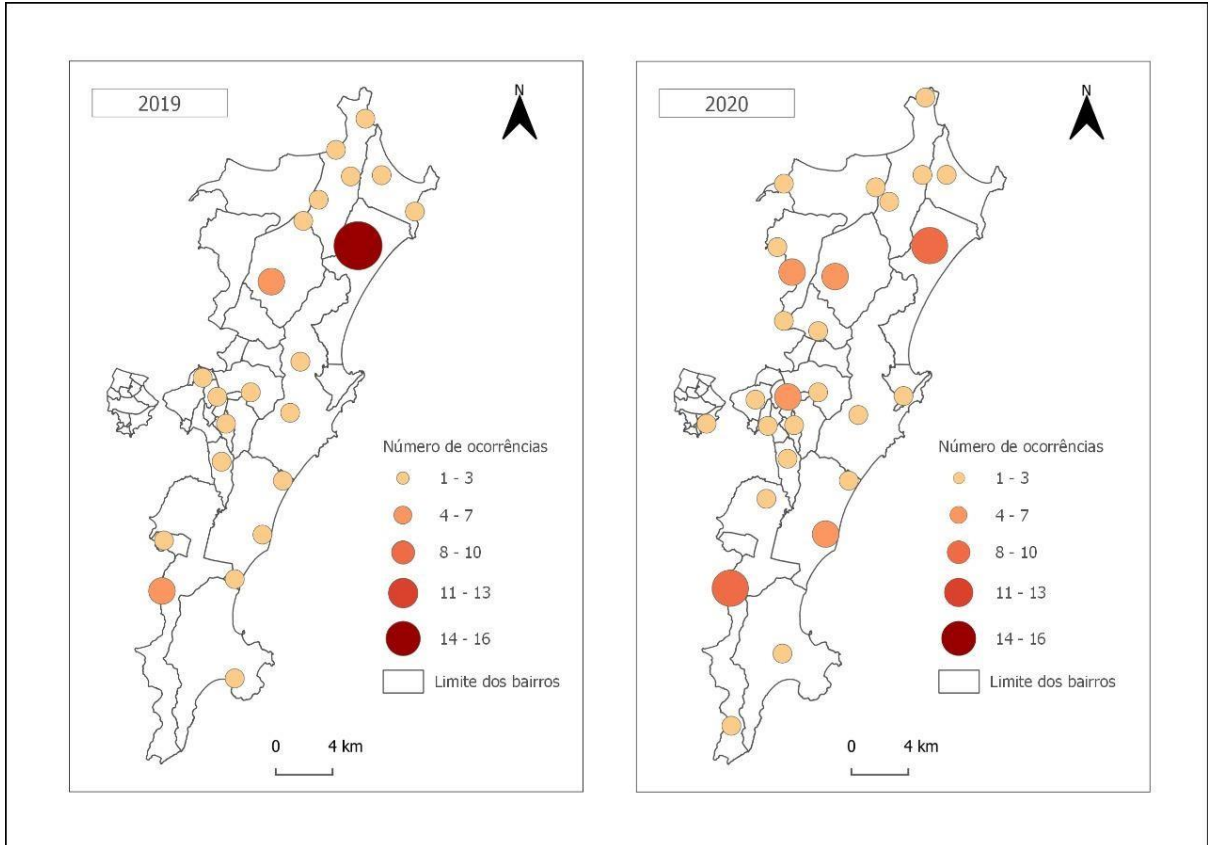 2019
N
Número de ocorrências
1 - 3
4 - 7
8 - 10
11 - 13
14 - 16
Limite dos bairros
0 4 km
2020
N
Número de ocorrências
1 - 3
4 - 7
8 - 10
11 - 13
14 - 16
Limite dos bairros
0 4 km